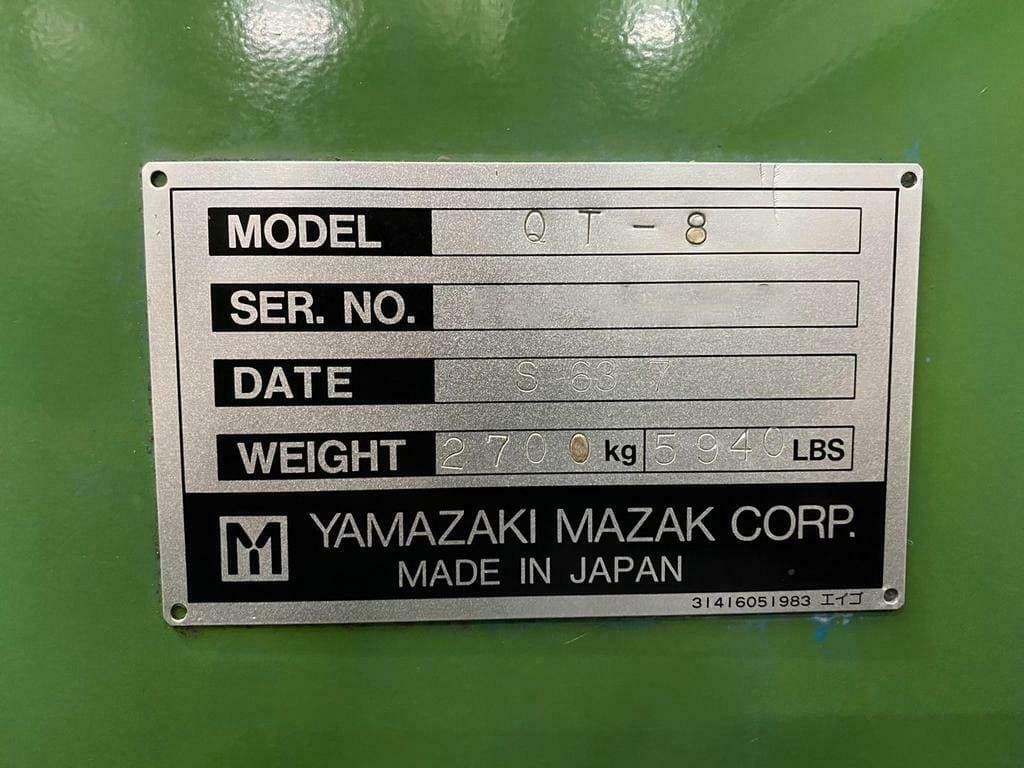 MODEL QT-8
SER. NO.
DATE S 63 7
WEIGHT 2700 kg 5940 LBS
M YAMAZAKI MAZAK CORP.
MADE IN JAPAN
31416051983 エイゴ